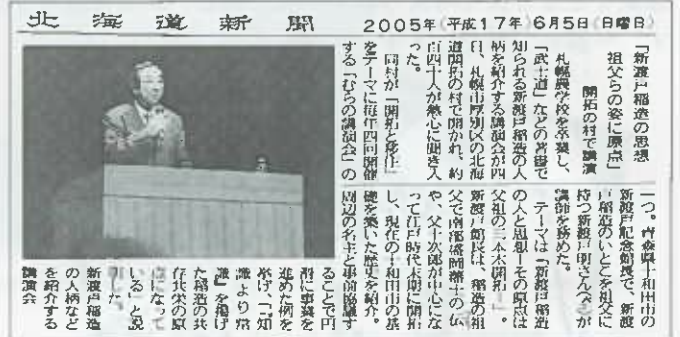 北海道新聞
2005年(平成17年)6月5日(日曜日)
「新渡戸稲造の思想
祖父らの姿に原点」
開拓の村で講演
札幌農学校を卒業し、
「武士道」などの著書で
知られる新渡戸稲造の人
柄を紹介する講演会が四
日、札幌市厚別区の北海
道開拓の村で開かれ、約
百四十人が熱心に聞き入
った。
同村が「開拓と移住」
をテーマに毎年四回開催
する「むらの講演会」の
一つ。青森県十和田市の
新渡戸記念館長で、新渡
戸稲造のいとこを祖父に
持つ新渡戸明さんが
講師を務めた。
テーマは「新渡戸稲造
の人と思想ーその原点は
父祖の三本木開拓ー」。
新渡戸館長は、稲造の祖
父で南部盛岡藩士の伝
や、父十次郎が中心にな
って江戸時代末期に開拓
し、現在の十和田市の基
礎を築いた歴史を紹介。
周辺の名主と事前協議す
ることで円
滑に事業を
進めた例を
挙げ、「『知
識より常
識』を掲げ
た稲造の共
存共栄の原
点になって
いる」と説
明した。
新渡戸稲造
の人柄など
を紹介する
講演会